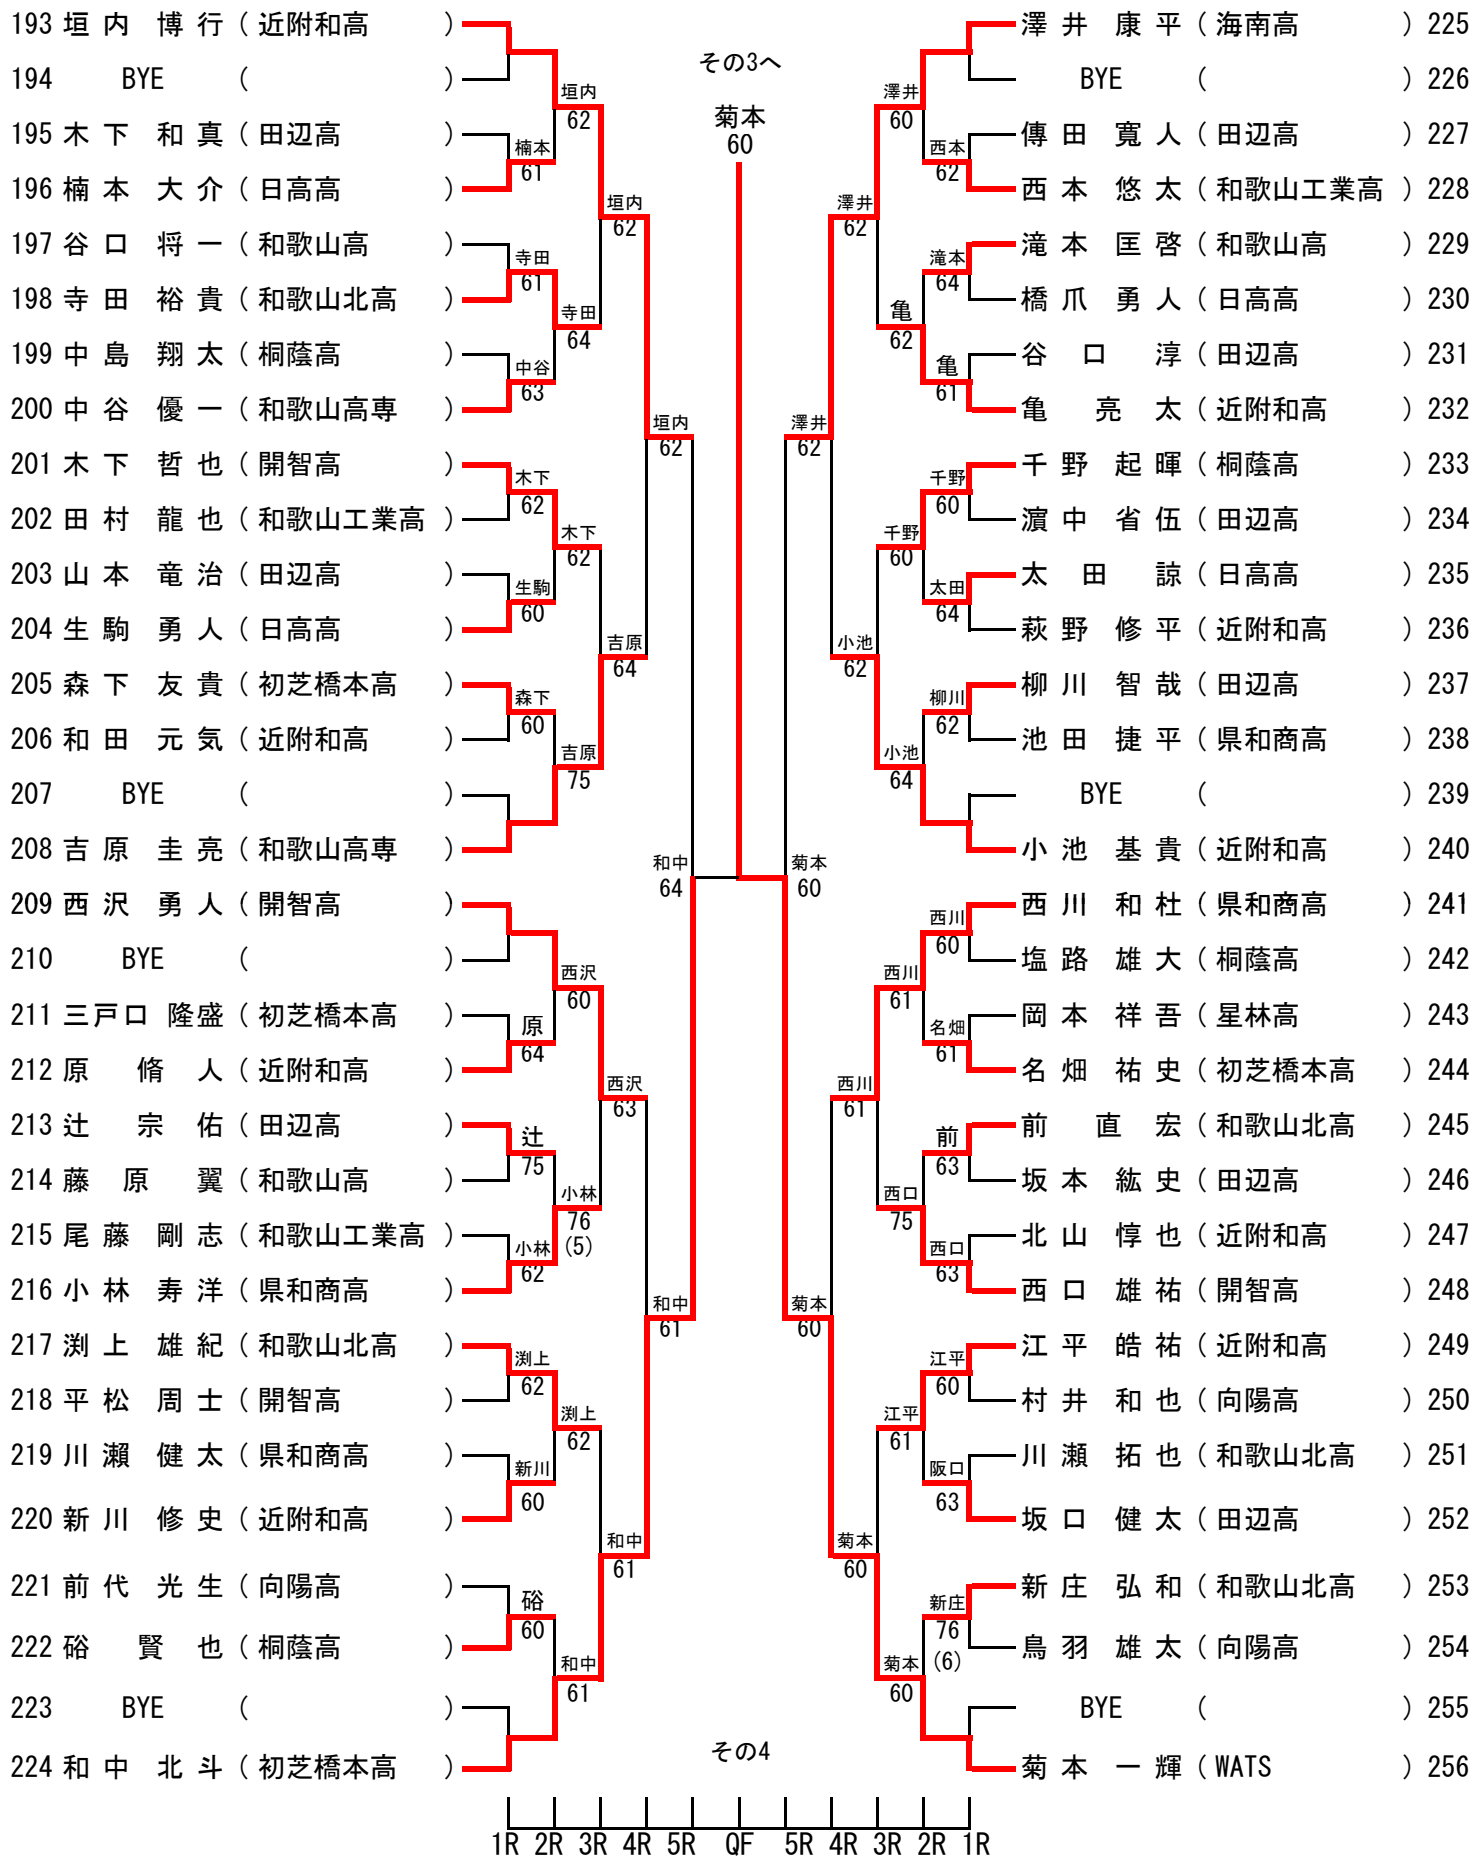 その3へ
菊本
60
193 垣内 博行 ( 近附和高 )
194 BYE ( )
195 木下 和真 ( 田辺高 )
196 楠本 大介 ( 日高高 )
197 谷口 将一 ( 和歌山高 )
198 寺田 裕貴 ( 和歌山北高 )
199 中島 翔太 ( 桐蔭高 )
200 中谷 優一 ( 和歌山高専 )
201 木下 哲也 ( 開智高 )
202 田村 龍也 ( 和歌山工業高 )
203 山本 竜治 ( 田辺高 )
204 生駒 勇人 ( 日高高 )
205 森下 友貴 ( 初芝橋本高 )
206 和田 元気 ( 近附和高 )
207 BYE ( )
208 吉原 圭亮 ( 和歌山高専 )
209 西沢 勇人 ( 開智高 )
210 BYE ( )
211 三戸口 隆盛 ( 初芝橋本高 )
212 原 脩人 ( 近附和高 )
213 辻 宗佑 ( 田辺高 )
214 藤原 翼 ( 和歌山高 )
215 尾藤 剛志 ( 和歌山工業高 )
216 小林 寿洋 ( 県和商高 )
217 渕上 雄紀 ( 和歌山北高 )
218 平松 周士 ( 開智高 )
219 川瀬 健太 ( 県和商高 )
220 新川 修史 ( 近附和高 )
221 前代 光生 ( 向陽高 )
222 硲 賢也 ( 桐蔭高 )
223 BYE ( )
224 和中 北斗 ( 初芝橋本高 )
楠本
61
寺田
61
中谷
63
木下
62
生駒
60
森下
60
原
64
辻
75
小林
62
渕上
62
新川
60
硲
60
垣内
62
寺田
64
木下
62
吉原
75
西沢
60
小林
76
(5)
渕上
62
和中
61
垣内
62
吉原
64
西沢
63
和中
61
垣内
62
和中
61
和中
64
菊本
60
澤井
62
菊本
60
澤井
62
小池
62
西川
61
菊本
60
澤井
60
亀
62
千野
60
小池
64
西川
61
西口
75
江平
61
菊本
60
西本
62
滝本
64
亀
61
千野
60
太田
64
柳川
62
西川
60
名畑
61
前
63
西口
63
江平
60
阪口
63
新庄
76
(6)
澤井 康平 ( 海南高 ) 225
BYE ( ) 226
傳田 寛人 ( 田辺高 ) 227
西本 悠太 ( 和歌山工業高 ) 228
滝本 匡啓 ( 和歌山高 ) 229
橋爪 勇人 ( 日高高 ) 230
谷口 淳 ( 田辺高 ) 231
亀 亮太 ( 近附和高 ) 232
千野 起暉 ( 桐蔭高 ) 233
濵中 省伍 ( 田辺高 ) 234
太田 諒 ( 日高高 ) 235
萩野 修平 ( 近附和高 ) 236
柳川 智哉 ( 田辺高 ) 237
池田 捷平 ( 県和商高 ) 238
BYE ( ) 239
小池 基貴 ( 近附和高 ) 240
西川 和杜 ( 県和商高 ) 241
塩路 雄大 ( 桐蔭高 ) 242
岡本 祥吾 ( 星林高 ) 243
名畑 祐史 ( 初芝橋本高 ) 244
前 直宏 ( 和歌山北高 ) 245
坂本 紘史 ( 田辺高 ) 246
北山 惇也 ( 近附和高 ) 247
西口 雄祐 ( 開智高 ) 248
江平 皓祐 ( 近附和高 ) 249
村井 和也 ( 向陽高 ) 250
川瀬 拓也 ( 和歌山北高 ) 251
坂口 健太 ( 田辺高 ) 252
新庄 弘和 ( 和歌山北高 ) 253
鳥羽 雄太 ( 向陽高 ) 254
BYE ( ) 255
菊本 一輝 ( WATS ) 256
その4
1R 2R 3R 4R 5R QF 5R 4R 3R 2R 1R